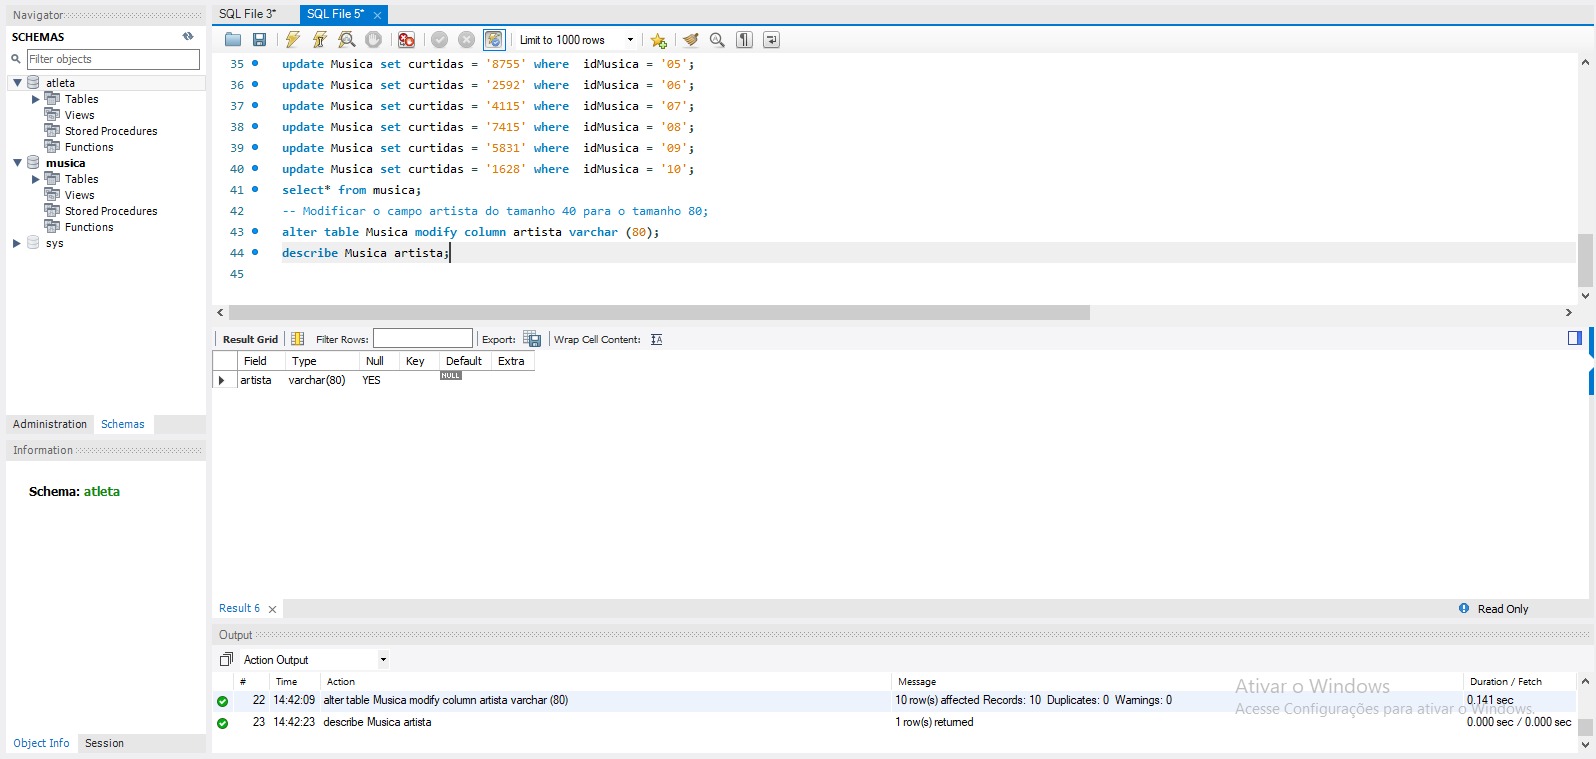 Navigator
SCHEMAS
Filter objects
atleta
Tables
Views
Stored Procedures
Functions
musica
Tables
Views
Stored Procedures
Functions
sys
Administration Schemas
Information
Schema: atleta
Object Info Session
SQL File 3* SQL File 5*
Limit to 1000 rows
35 update Musica set curtidas = '8755' where  idMusica = '05';
36 update Musica set curtidas = '2592' where  idMusica = '06';
37 update Musica set curtidas = '4115' where  idMusica = '07';
38 update Musica set curtidas = '7415' where  idMusica = '08';
39 update Musica set curtidas = '5831' where  idMusica = '09';
40 update Musica set curtidas = '1628' where  idMusica = '10';
41 select* from musica;
42 -- Modificar o campo artista do tamanho 40 para o tamanho 80;
43 alter table Musica modify column artista varchar (80);
44 describe Musica artista;
45
Result Grid Filter Rows: Export: Wrap Cell Content:
Field Type Null Key Default Extra
artista varchar(80) YES NULL
Result 6 Read Only
Output
Action Output
# Time Action Message Duration / Fetch
22 14:42:09 alter table Musica modify column artista varchar (80) 10 row(s) affected Records: 10  Duplicates: 0  Warnings: 0 0.141 sec
23 14:42:23 describe Musica artista 1 row(s) returned 0.000 sec / 0.000 sec
Ativar o Windows
Acesse Configurações para ativar o Windows.